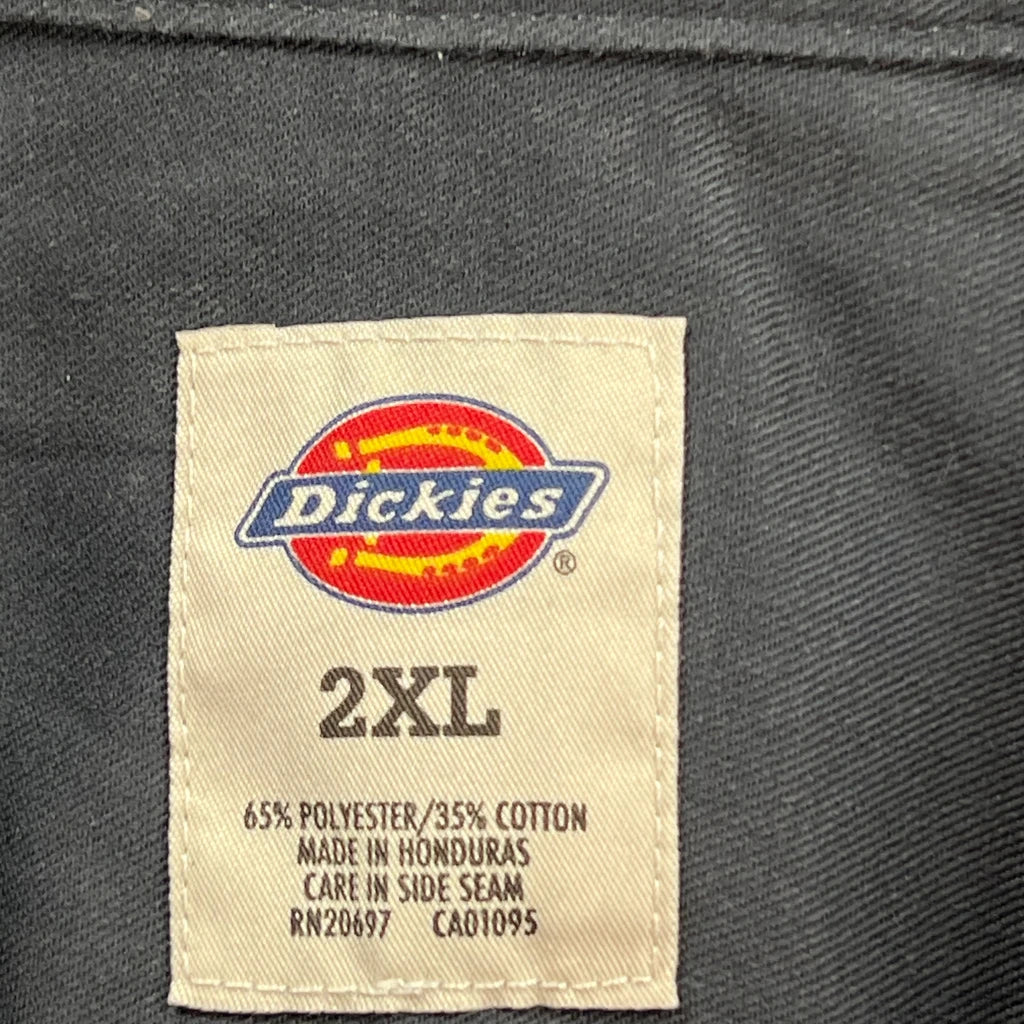 Dickies
®
2XL
65% POLYESTER/35% COTTON
MADE IN HONDURAS
CARE IN SIDE SEAM
RN20697 CA01095